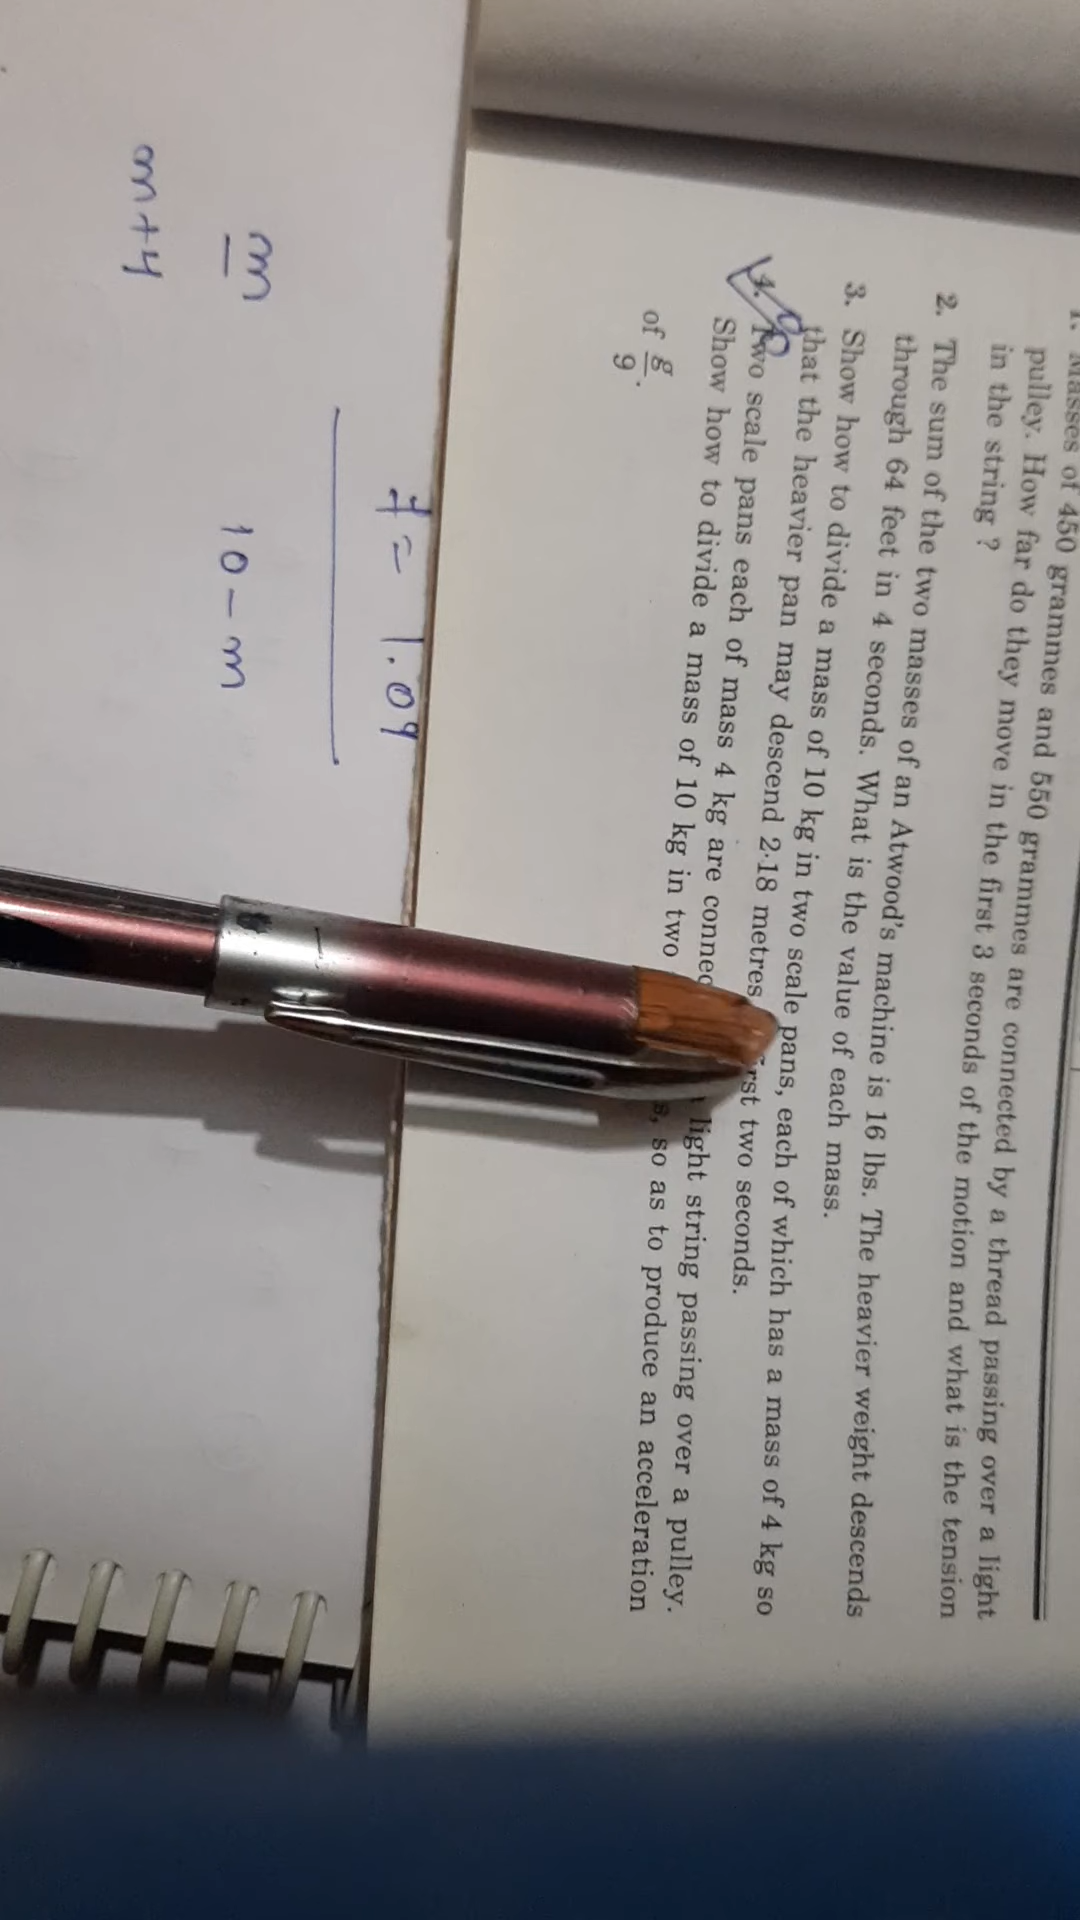 1. Masses of 450 grammes and 550 grammes are connected by a thread passing over a light
pulley. How far do they move in the first 3 seconds of the motion and what is the tension
in the string ?
2. The sum of the two masses of an Atwood's machine is 16 lbs. The heavier weight descends
through 64 feet in 4 seconds. What is the value of each mass.
3. Show how to divide a mass of 10 kg in two scale pans, each of which has a mass of 4 kg so
that the heavier pan may descend 2·18 metres two seconds.
4. Two scale pans each of mass 4 kg are light string passing over a pulley.
Show how to divide a mass of 10 kg in two so as to produce an acceleration
of g/9.
f = 1.09
m 10-m
m+4